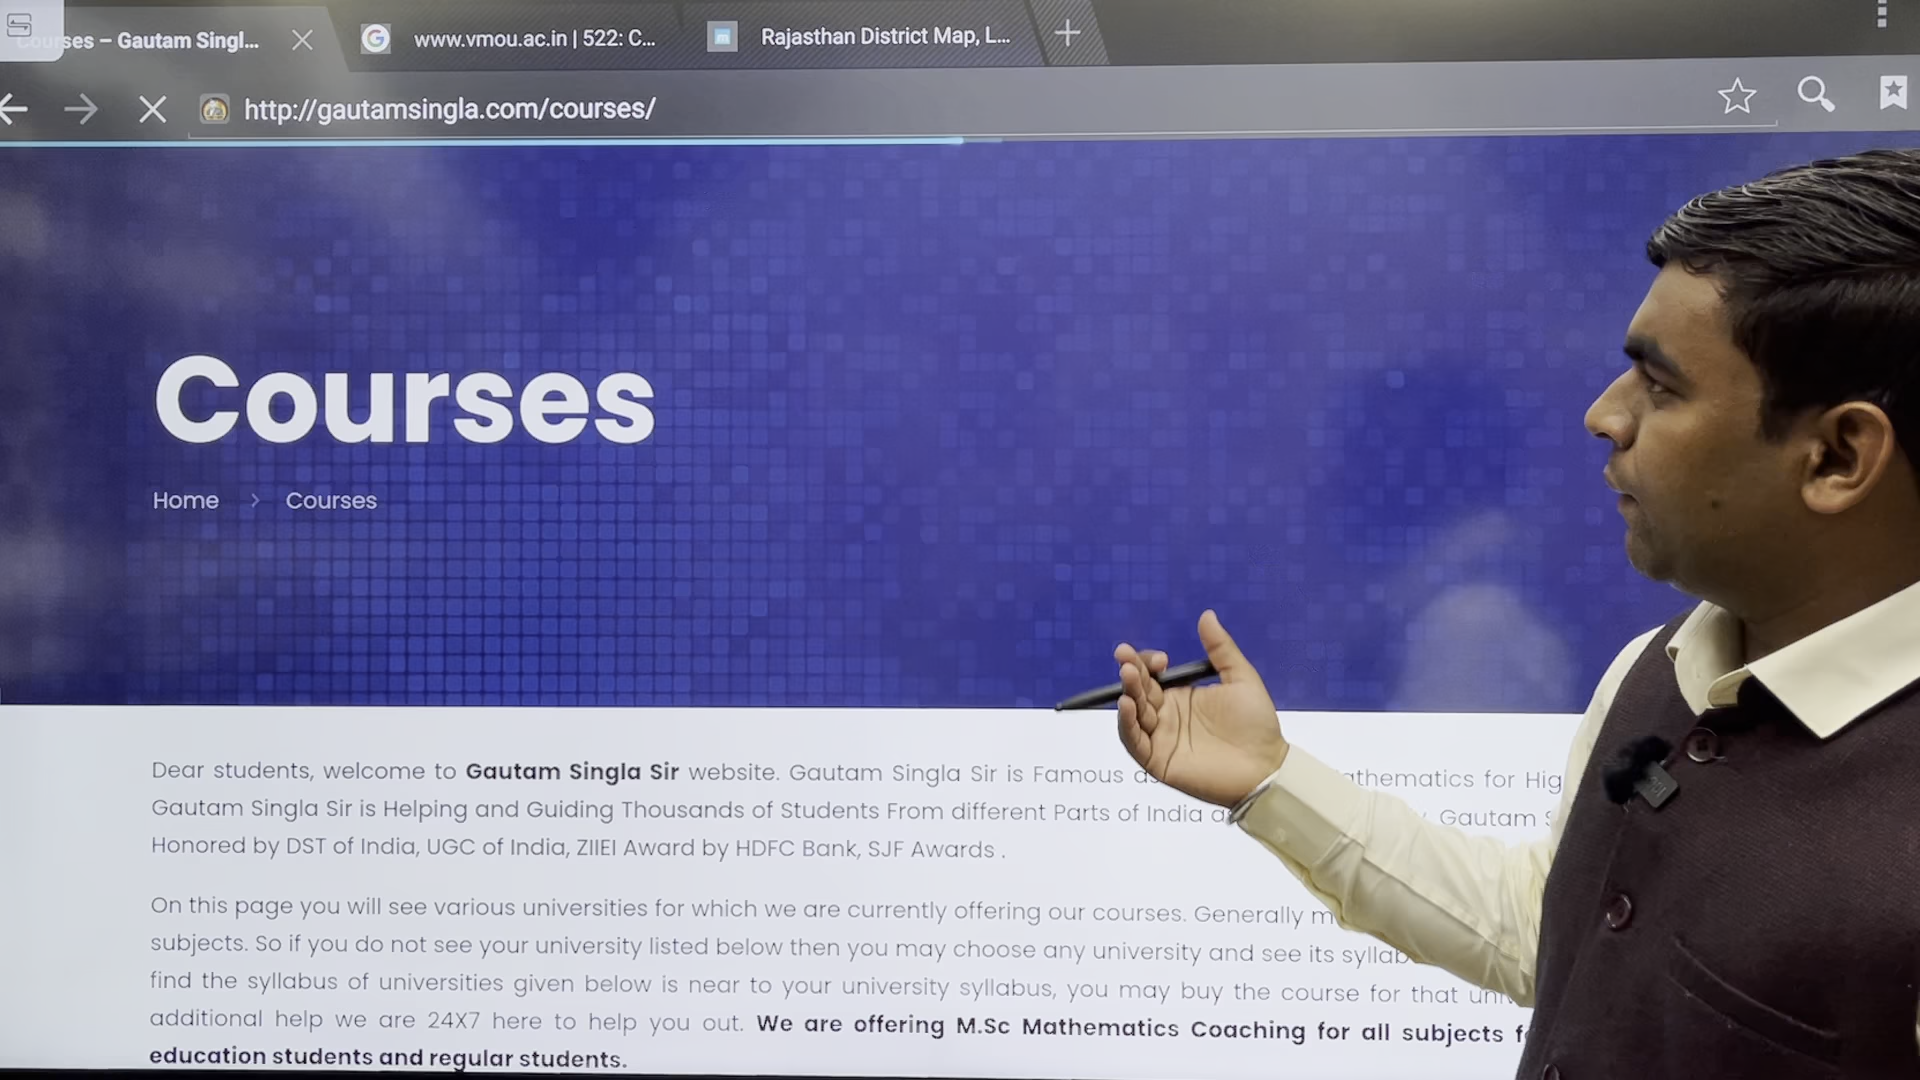 Courses – Gautam Singl...
www.vmou.ac.in | 522: C...
Rajasthan District Map, L...
http://gautamsingla.com/courses/
Courses
Home > Courses
Dear students, welcome to Gautam Singla Sir website. Gautam Singla Sir is Famous athematics for Hig
Gautam Singla Sir is Helping and Guiding Thousands of Students From different Parts of India Gautam S
Honored by DST of India, UGC of India, ZIIEI Award by HDFC Bank, SJF Awards .
On this page you will see various universities for which we are currently offering our courses. Generally m
subjects. So if you do not see your university listed below then you may choose any university and see its syllab
find the syllabus of universities given below is near to your university syllabus, you may buy the course for that
additional help we are 24X7 here to help you out. We are offering M.Sc Mathematics Coaching for all subjects f
education students and regular students.